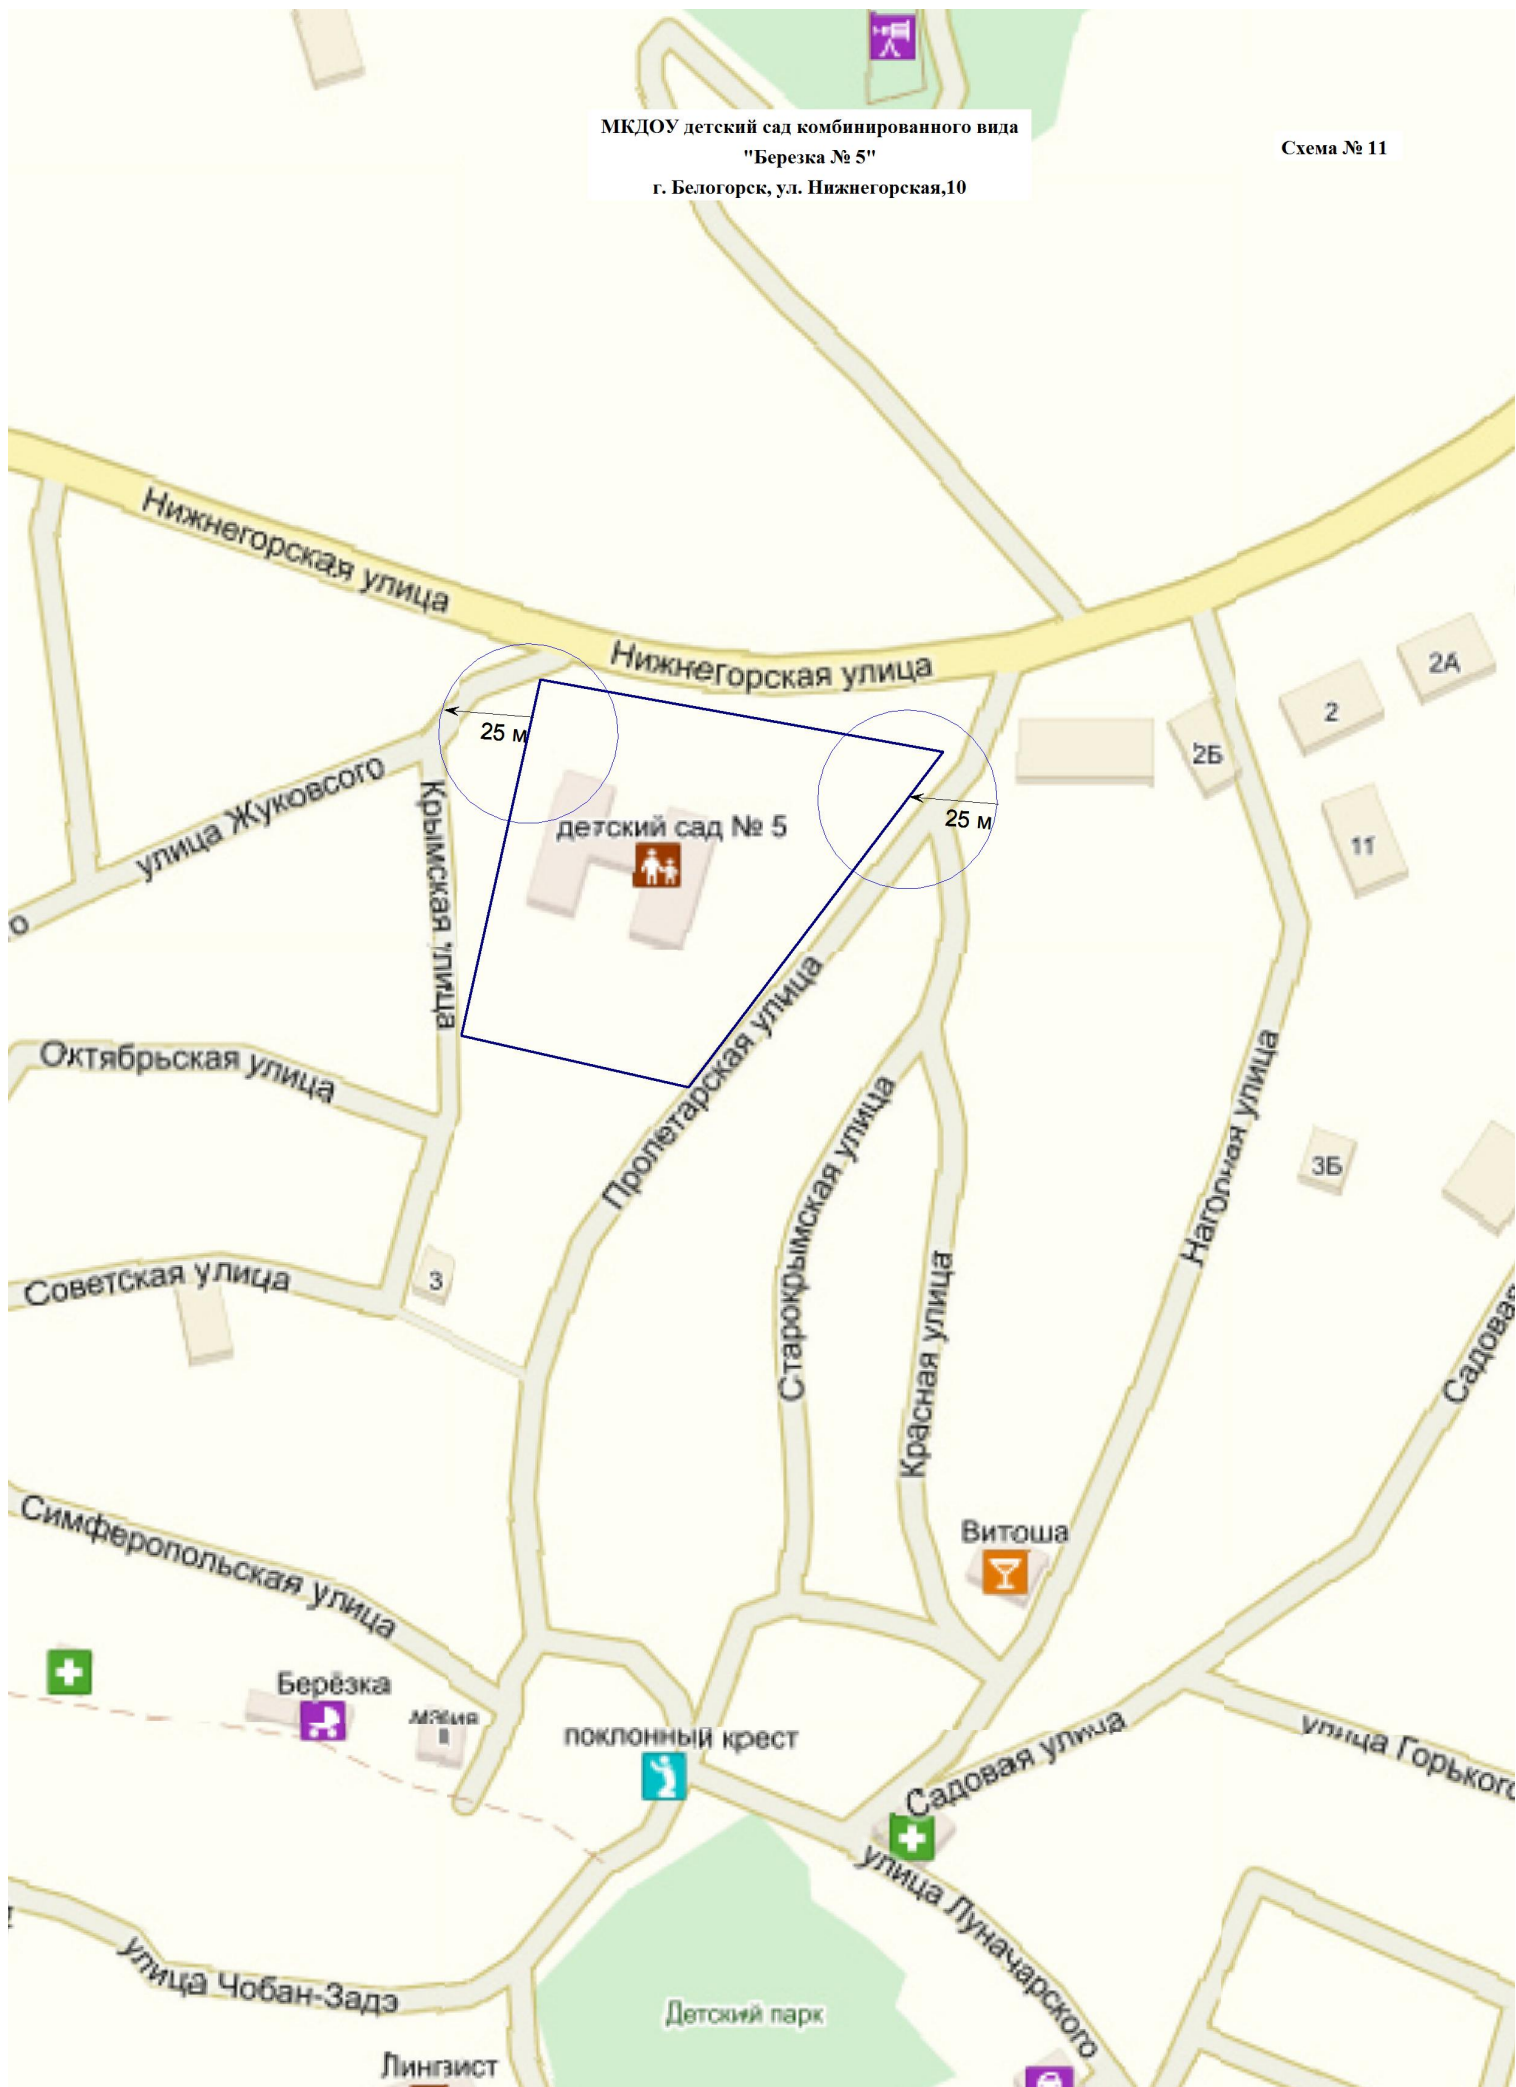 МКДОУ детский сад комбинированного вида
"Березка № 5"
г. Белогорск, ул. Нижнегорская,10
Схема № 11
Нижнегорская улица
Нижнегорская улица
2А
2
2Б
25 м
25 м
улица Жуковсого
Крымская улица
детский сад № 5
11
о
Октябрьская улица
Пролетарская улица
Старокрымская улица
Нагорная улица
3Б
Советская улица
3
Красная улица
Садовая
Симферопольская улица
Витоша
Берёзка
поклонный крест
Садовая улица
улица Горького
улица Луначарского
улица Чобан-Задэ
Детский парк